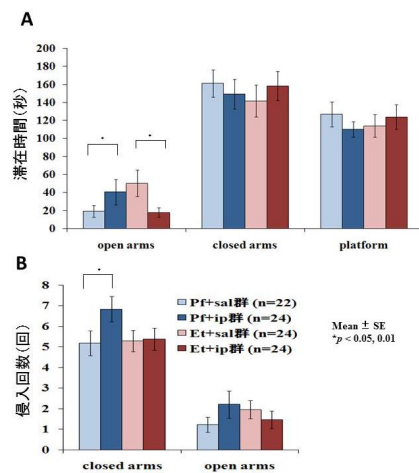 A
滞在時間(秒)
200
180
160
140
120
100
80
60
40
20
0
*
*
open arms
closed arms
platform
B
侵入回数(回)
8
7
6
5
4
3
2
1
0
*
Pf+sal群 (n=22)
Pf+ip群 (n=24)
Et+sal群 (n=24)
Et+ip群 (n=24)
Mean ± SE
*p < 0.05, 0.01
closed arms
open arms